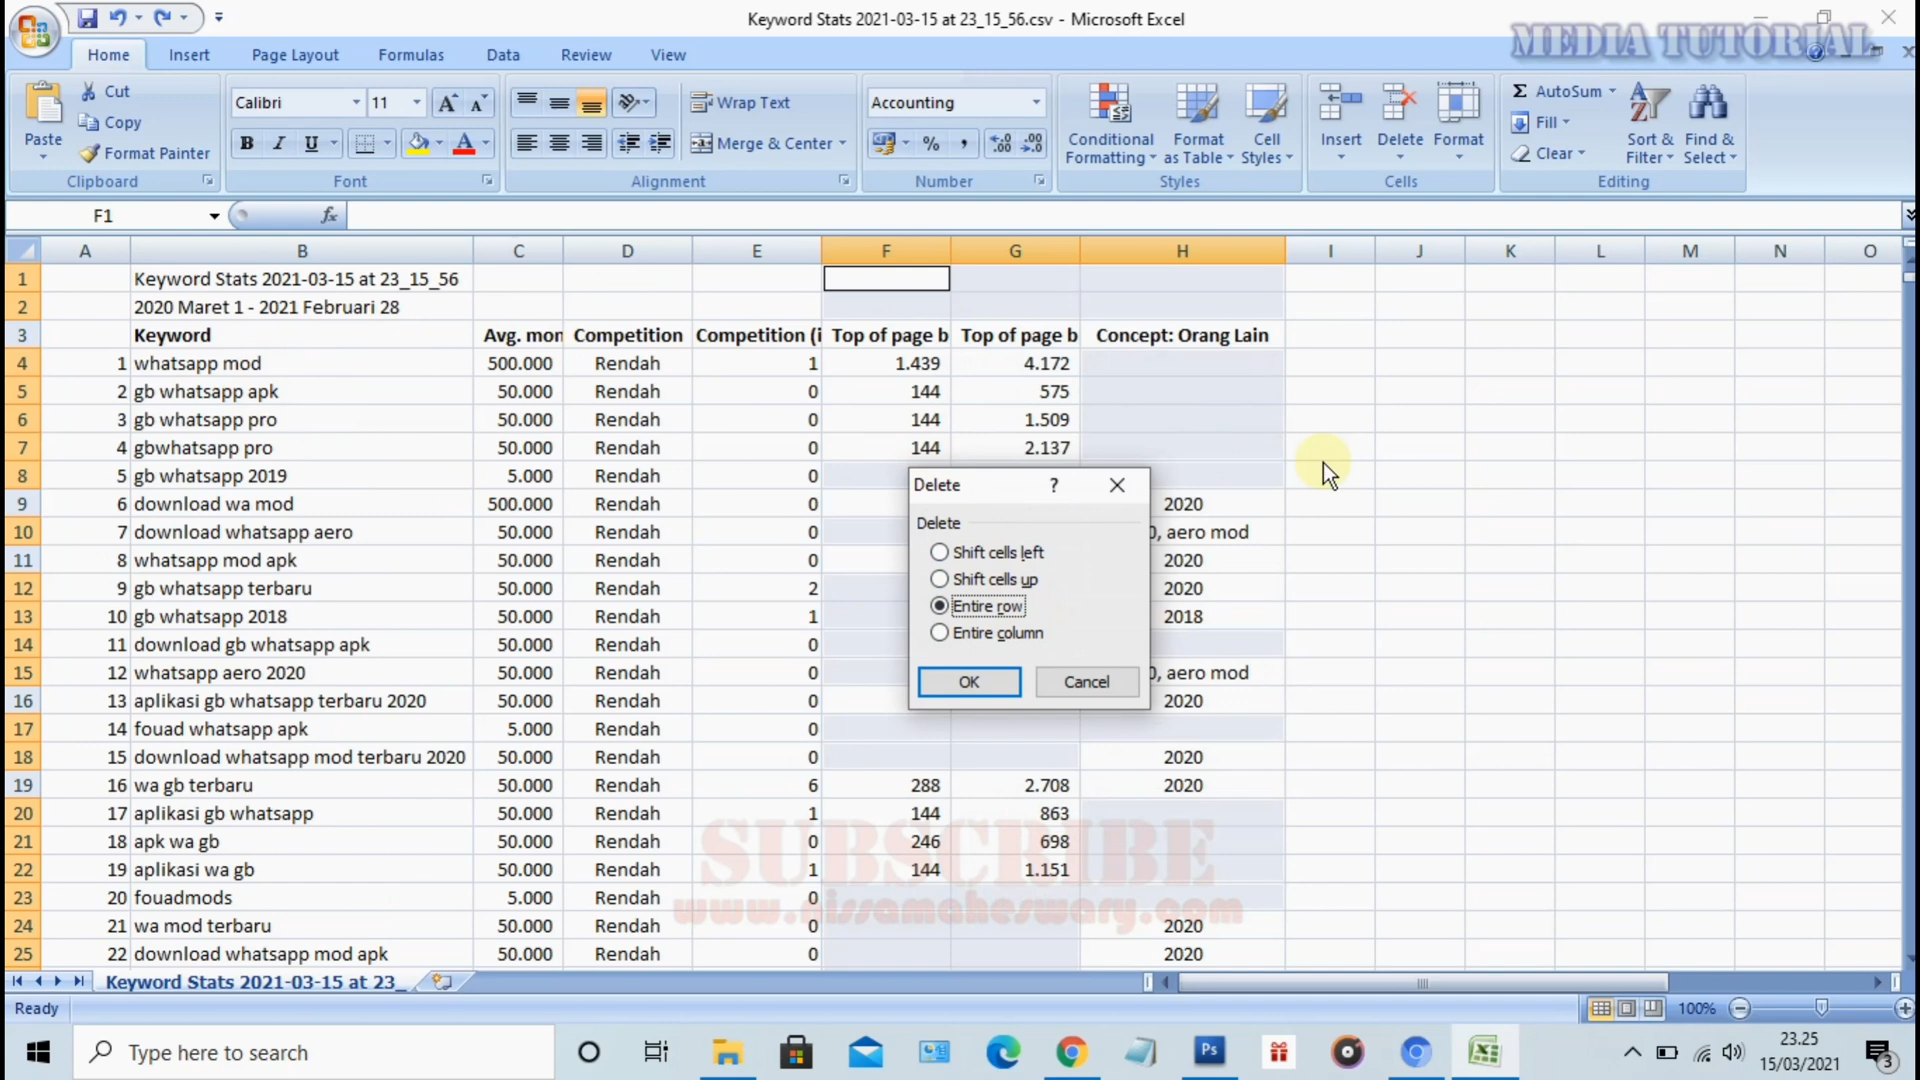 Keyword Stats 2021-03-15 at 23_15_56.csv - Microsoft Excel
MEDIA TUTORIAL
Home Insert Page Layout Formulas Data Review View
Paste
Cut
Copy
Format Painter
Clipboard
Calibri 11
B I U
Font
Wrap Text
Merge & Center
Alignment
Accounting
Number
Conditional Formatting
Format as Table
Cell Styles
Styles
Insert Delete Format
Cells
AutoSum
Fill
Clear
Sort & Filter
Find & Select
Editing
F1 fx
A B C D E F G H I J K L M N O
1 Keyword Stats 2021-03-15 at 23_15_56
2 2020 Maret 1 - 2021 Februari 28
3 Keyword Avg. mon Competition Competition (i Top of page b Top of page b Concept: Orang Lain
4 1 whatsapp mod 500.000 Rendah 1 1.439 4.172
5 2 gb whatsapp apk 50.000 Rendah 0 144 575
6 3 gb whatsapp pro 50.000 Rendah 0 144 1.509
7 4 gbwhatsapp pro 50.000 Rendah 0 144 2.137
8 5 gb whatsapp 2019 5.000 Rendah 0
9 6 download wa mod 500.000 Rendah 0 2020
10 7 download whatsapp aero 50.000 Rendah 0 0, aero mod
11 8 whatsapp mod apk 50.000 Rendah 0 2020
12 9 gb whatsapp terbaru 50.000 Rendah 2 2020
13 10 gb whatsapp 2018 50.000 Rendah 1 2018
14 11 download gb whatsapp apk 50.000 Rendah 0
15 12 whatsapp aero 2020 50.000 Rendah 0 0, aero mod
16 13 aplikasi gb whatsapp terbaru 2020 50.000 Rendah 0 2020
17 14 fouad whatsapp apk 5.000 Rendah 0
18 15 download whatsapp mod terbaru 2020 50.000 Rendah 0 2020
19 16 wa gb terbaru 50.000 Rendah 6 288 2.708 2020
20 17 aplikasi gb whatsapp 50.000 Rendah 1 144 863
21 18 apk wa gb 50.000 Rendah 0 246 698
22 19 aplikasi wa gb 50.000 Rendah 1 144 1.151
23 20 fouadmods 5.000 Rendah 0
24 21 wa mod terbaru 50.000 Rendah 0 2020
25 22 download whatsapp mod apk 50.000 Rendah 0 2020
Delete ?
Delete
Shift cells left
Shift cells up
Entire row
Entire column
OK Cancel
SUBSCRIBE
www.nissamaheswary.com
Keyword Stats 2021-03-15 at 23_
Ready 100%
Type here to search
Ps
23.25
15/03/2021
3